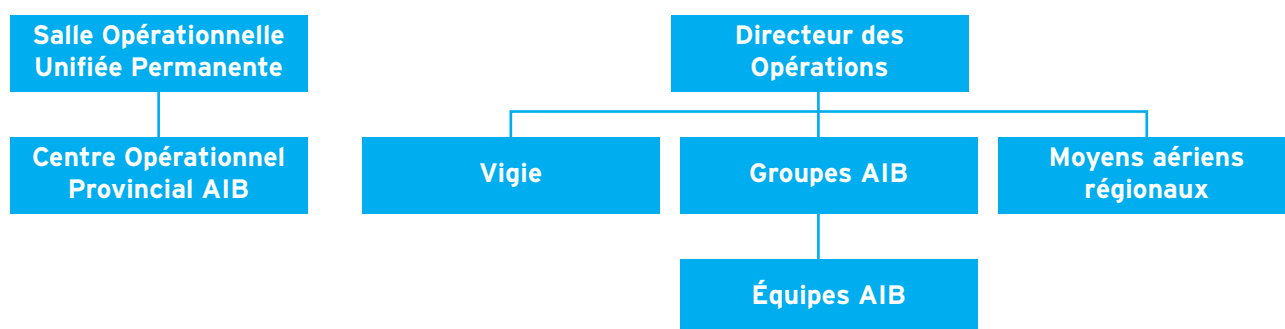 Salle Opérationnelle
Unifiée Permanente
Directeur des
Opérations
Centre Opérationnel
Provincial AIB
Vigie
Groupes AIB
Moyens aériens
régionaux
Équipes AIB